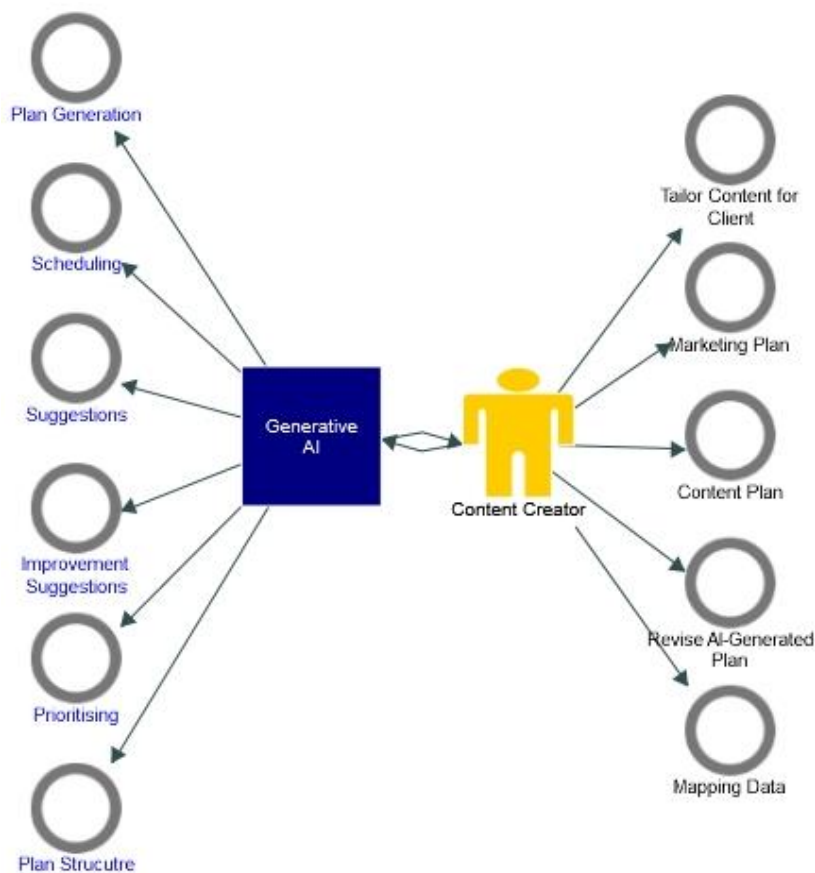 Plan Generation
Scheduling
Suggestions
Improvement
Suggestions
Prioritising
Plan Strucutre
Generative
AI
Content Creator
Tailor Content for
Client
Marketing Plan
Content Plan
Revise AI-Generated
Plan
Mapping Data